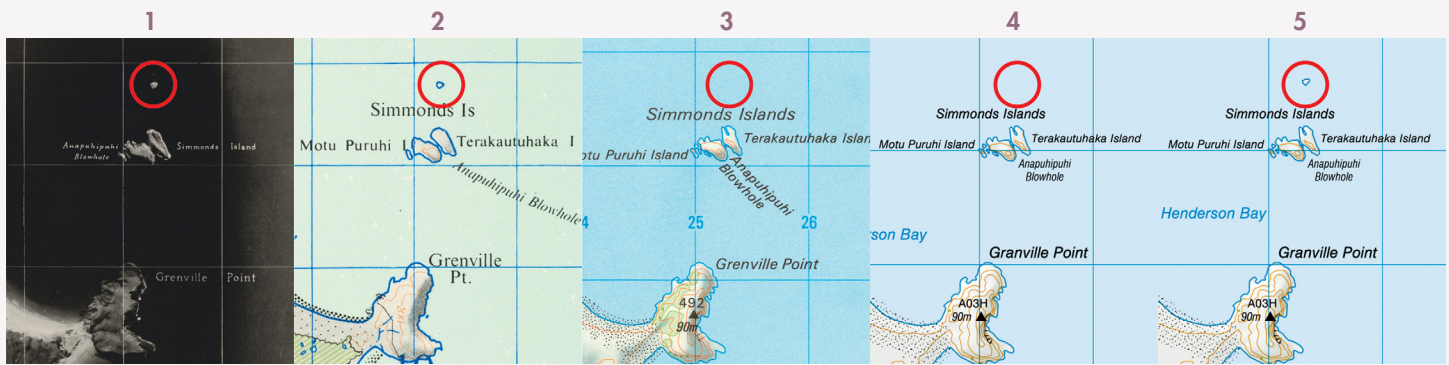 1
Anapuhipuhi
Blowhole
Simmonds Island
Grenville Point
2
Simmonds Is
Motu Puruhi I
Terakautuhaka I
Anapuhipuhi Blowhole
Grenville
Pt.
3
Simmonds Islands
otu Puruhi Island
Terakautuhaka Islan
Anapuhipuhi
Blowhole
4
25
26
Grenville Point
492
90m
4
Simmonds Islands
Motu Puruhi Island
Terakautuhaka Island
Anapuhipuhi
Blowhole
son Bay
Granville Point
A03H
90m
5
Simmonds Islands
Motu Puruhi Island
Terakautuhaka Island
Anapuhipuhi
Blowhole
Henderson Bay
Granville Point
A03H
90m